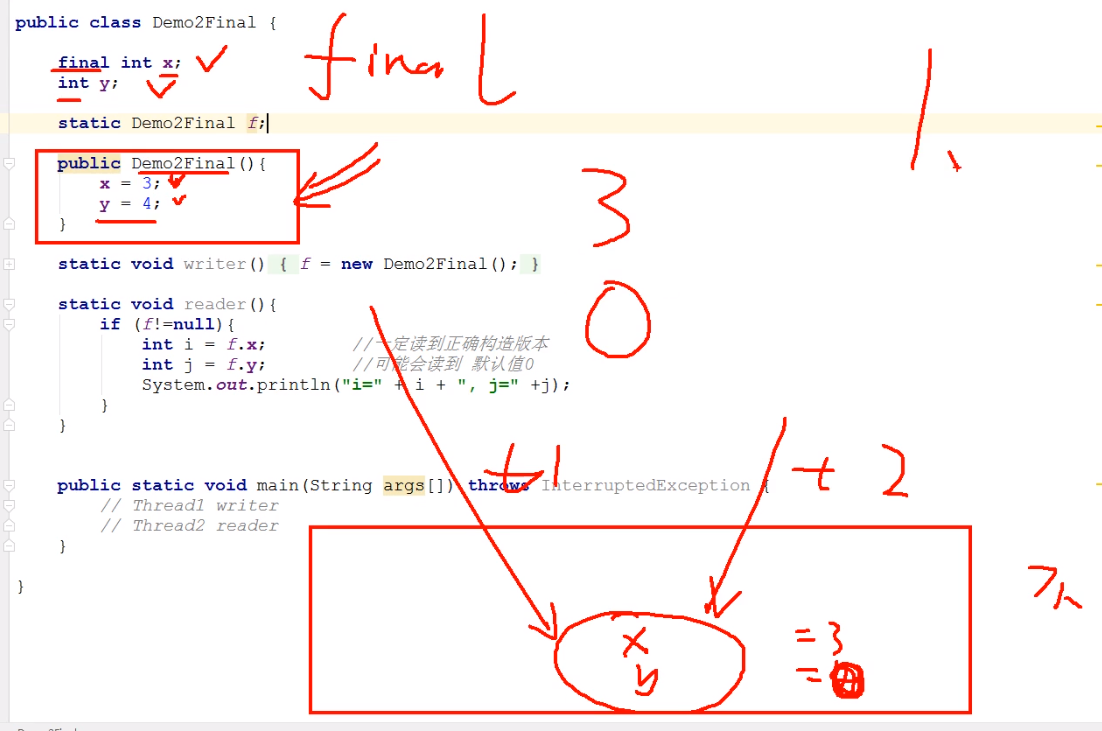 public class Demo2Final {
final int x;
int y;
final
static Demo2Final f;
1.
public Demo2Final(){
x = 3;
y = 4;
}
3
static void writer() { f = new Demo2Final(); }
0
static void reader(){
if (f!=null){
int i = f.x; //一定读到正确构造版本
int j = f.y; //可能会读到 默认值0
System.out.println("i=" + i + ", j=" +j);
}
}
t1
t 2
public static void main(String args[]) throws InterruptedException {
// Thread1 writer
// Thread2 reader
}
}
x = 3
y =